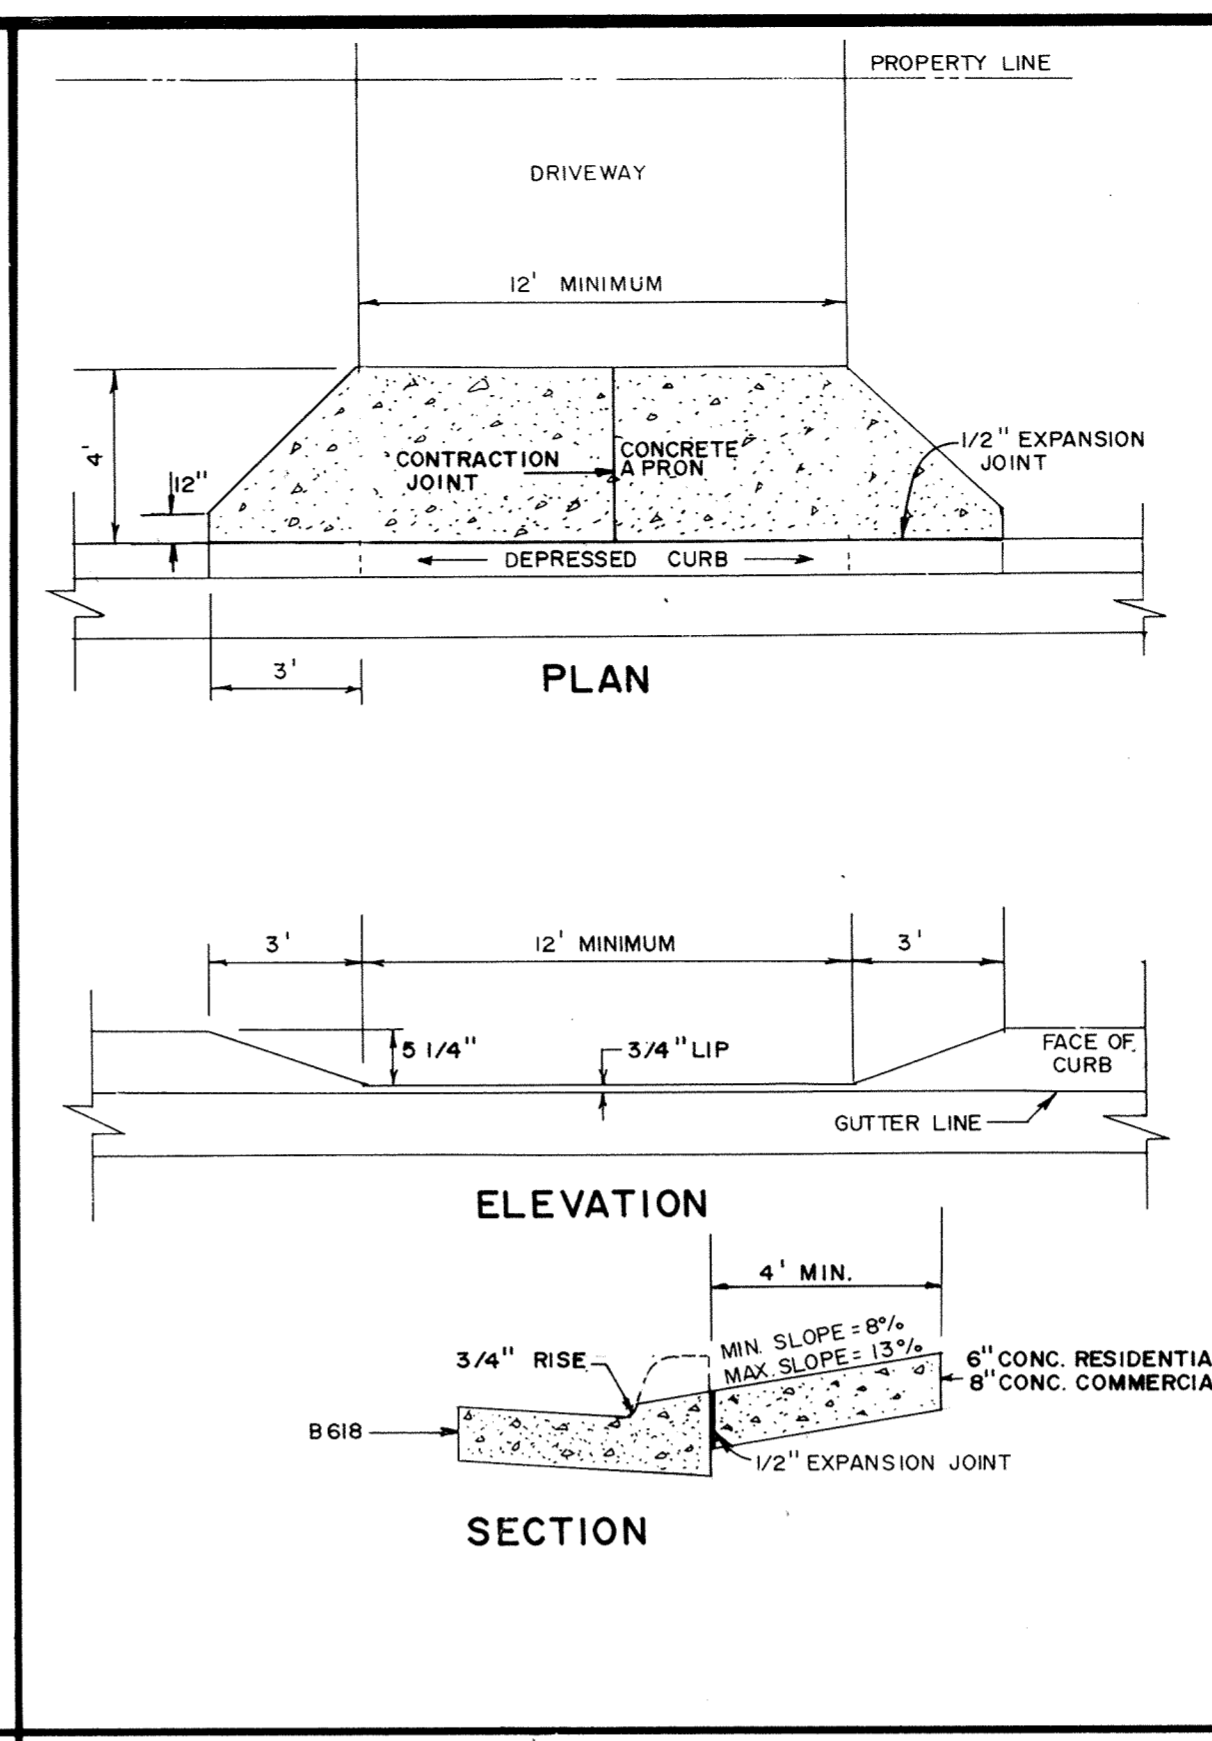 PROPERTY LINE
DRIVEWAY
12' MINIMUM
4'
12"
CONTRACTION
JOINT
CONCRETE
APRON
1/2" EXPANSION
JOINT
DEPRESSED CURB
3'
PLAN
3'
12' MINIMUM
3'
5 1/4"
3/4" LIP
FACE OF
CURB
GUTTER LINE
ELEVATION
4' MIN.
MIN. SLOPE = 8%
MAX. SLOPE = 13%
3/4" RISE
6" CONC. RESIDENTIA
8" CONC. COMMERCIA
B618
1/2" EXPANSION JOINT
SECTION